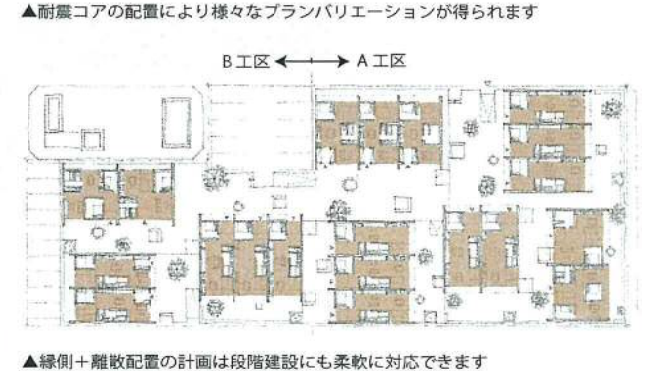 ▲耐震コアの配置により様々なプランバリエーションが得られます
B工区 ←→ A工区
▲縁側+離散配置の計画は段階建設にも柔軟に対応できます